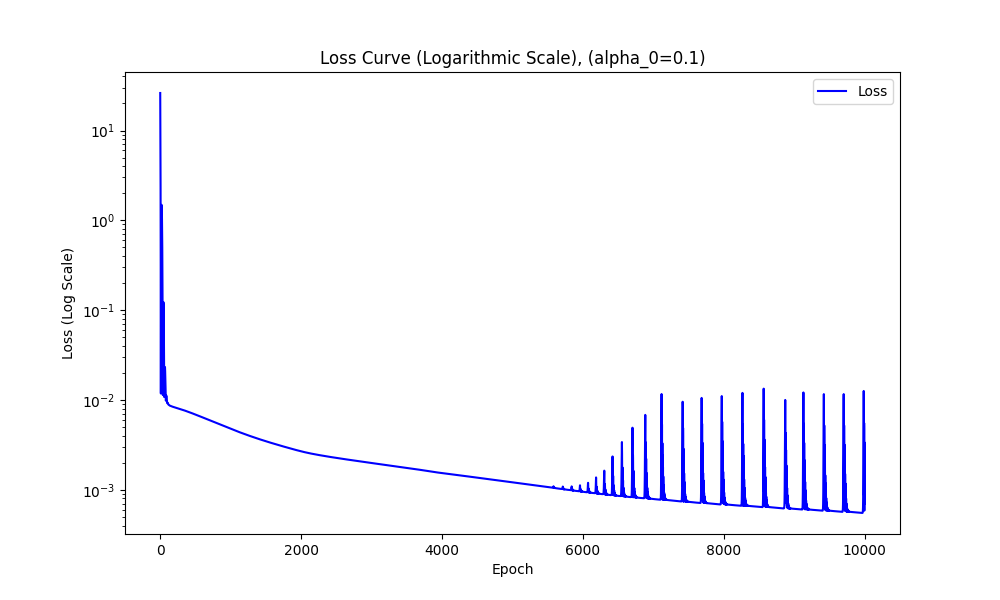 Loss Curve (Logarithmic Scale), (alpha_0=0.1)
Loss
Loss (Log Scale)
10¹
10⁰
10⁻¹
10⁻²
10⁻³
0 2000 4000 6000 8000 10000
Epoch